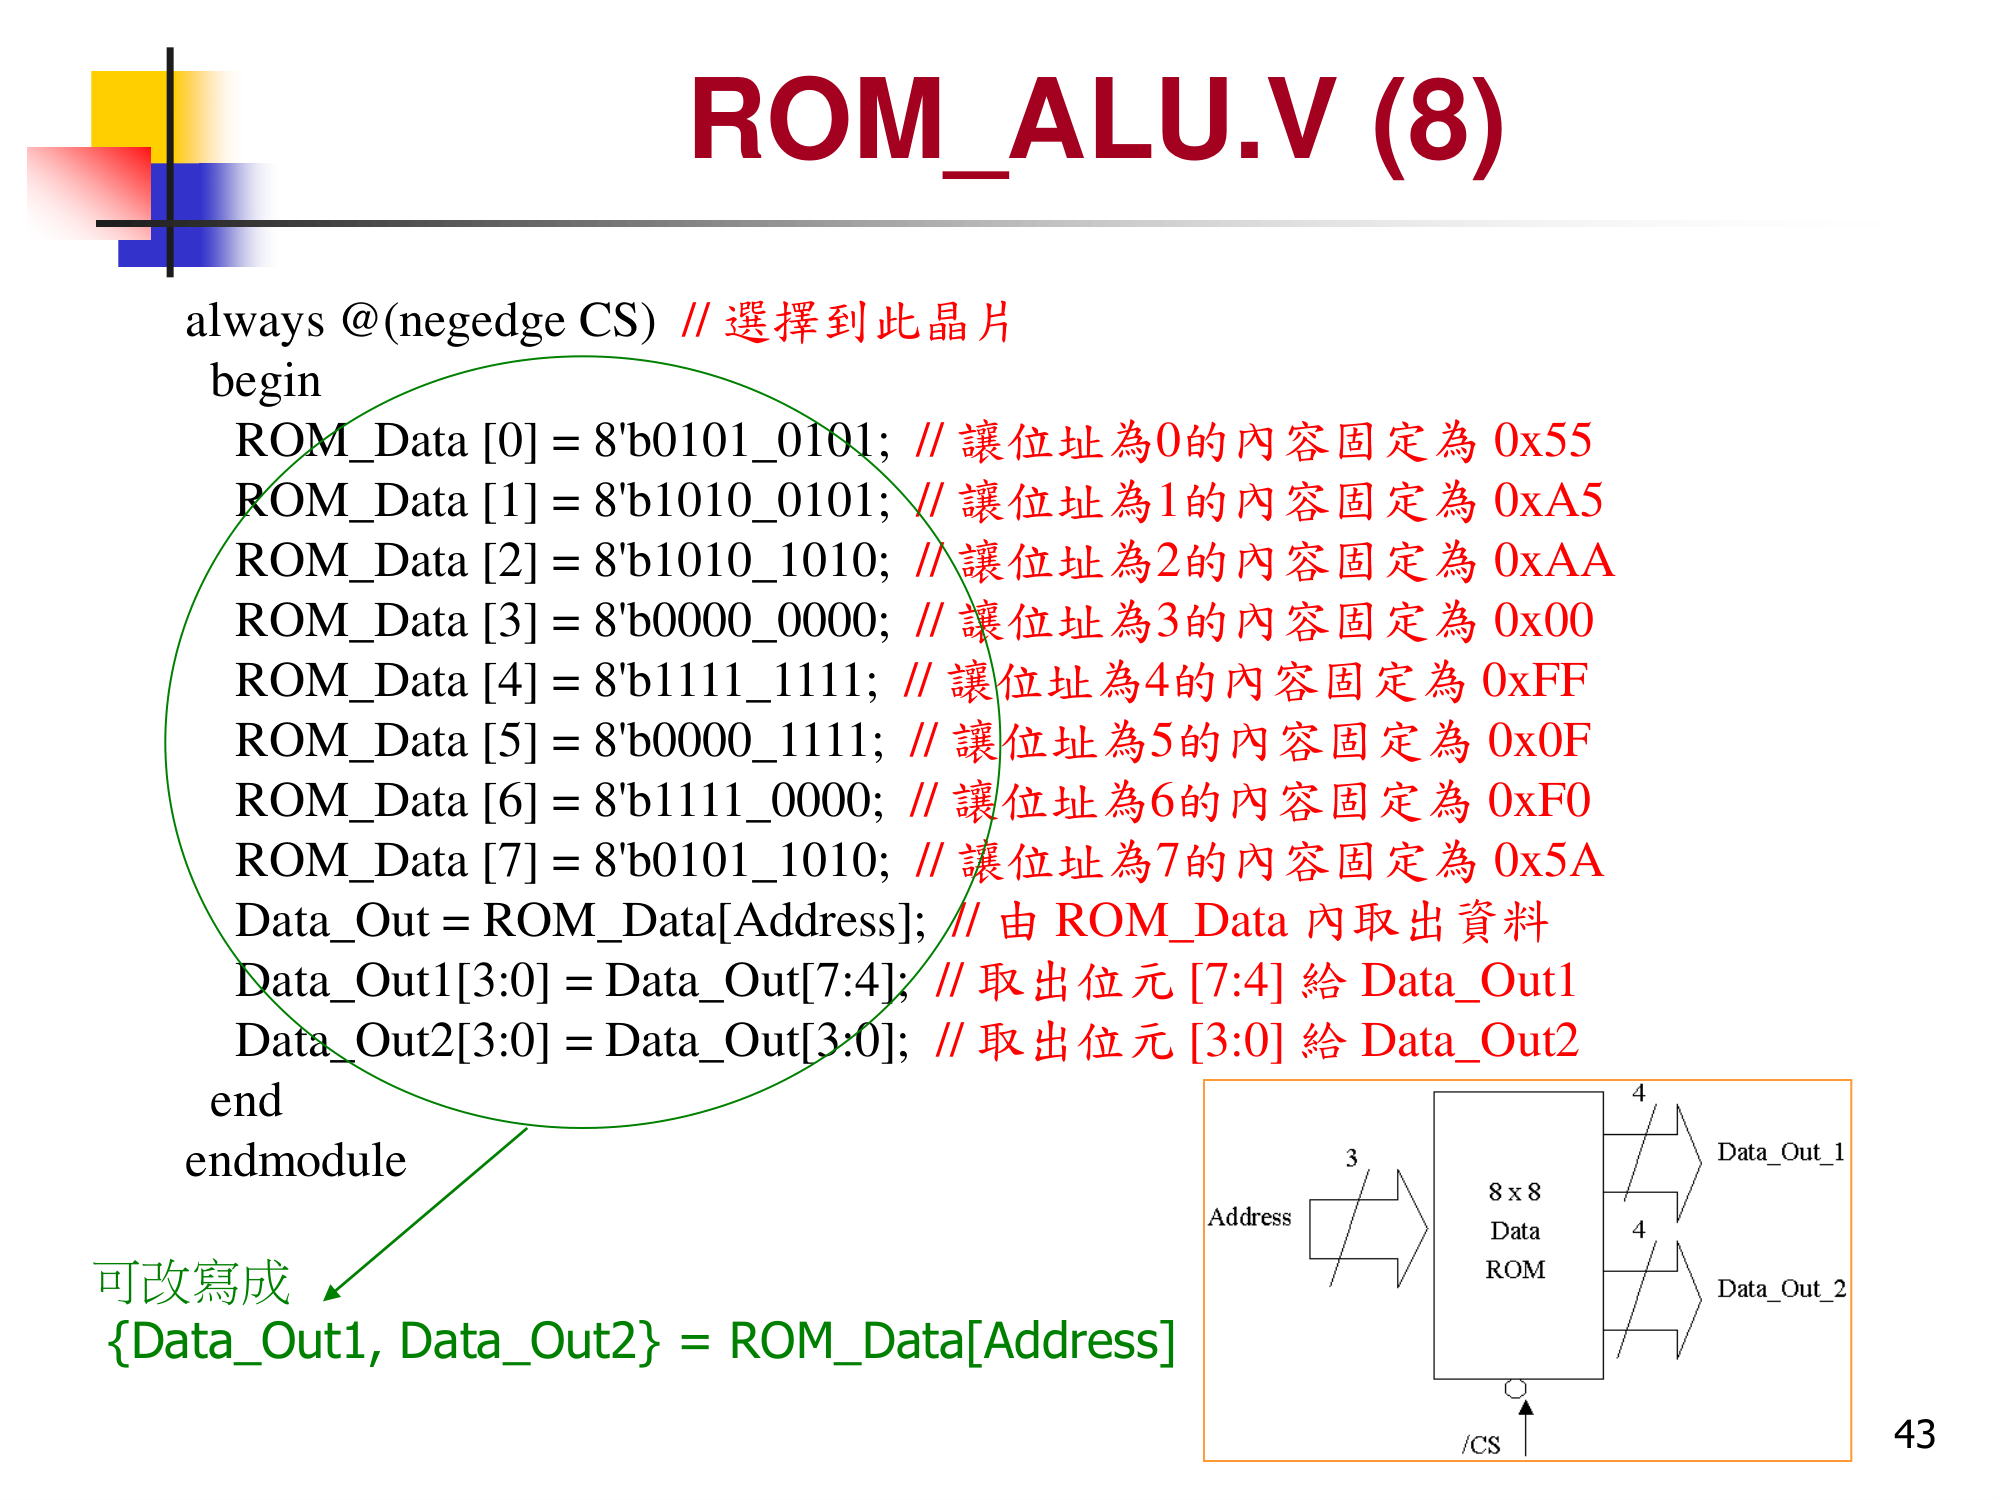 ROM_ALU.V (8)
always @(negedge CS) // 選擇到此晶片
begin
ROM_Data [0] = 8'b0101_0101; // 讓位址為0的內容固定為 0x55
ROM_Data [1] = 8'b1010_0101; // 讓位址為1的內容固定為 0xA5
ROM_Data [2] = 8'b1010_1010; // 讓位址為2的內容固定為 0xAA
ROM_Data [3] = 8'b0000_0000; // 讓位址為3的內容固定為 0x00
ROM_Data [4] = 8'b1111_1111; // 讓位址為4的內容固定為 0xFF
ROM_Data [5] = 8'b0000_1111; // 讓位址為5的內容固定為 0x0F
ROM_Data [6] = 8'b1111_0000; // 讓位址為6的內容固定為 0xF0
ROM_Data [7] = 8'b0101_1010; // 讓位址為7的內容固定為 0x5A
Data_Out = ROM_Data[Address]; // 由 ROM_Data 內取出資料
Data_Out1[3:0] = Data_Out[7:4]; // 取出位元 [7:4] 給 Data_Out1
Data_Out2[3:0] = Data_Out[3:0]; // 取出位元 [3:0] 給 Data_Out2
end
endmodule
可改寫成
{Data_Out1, Data_Out2} = ROM_Data[Address]
Address
3
8 x 8
Data
ROM
4
Data_Out_1
4
Data_Out_2
/CS
43